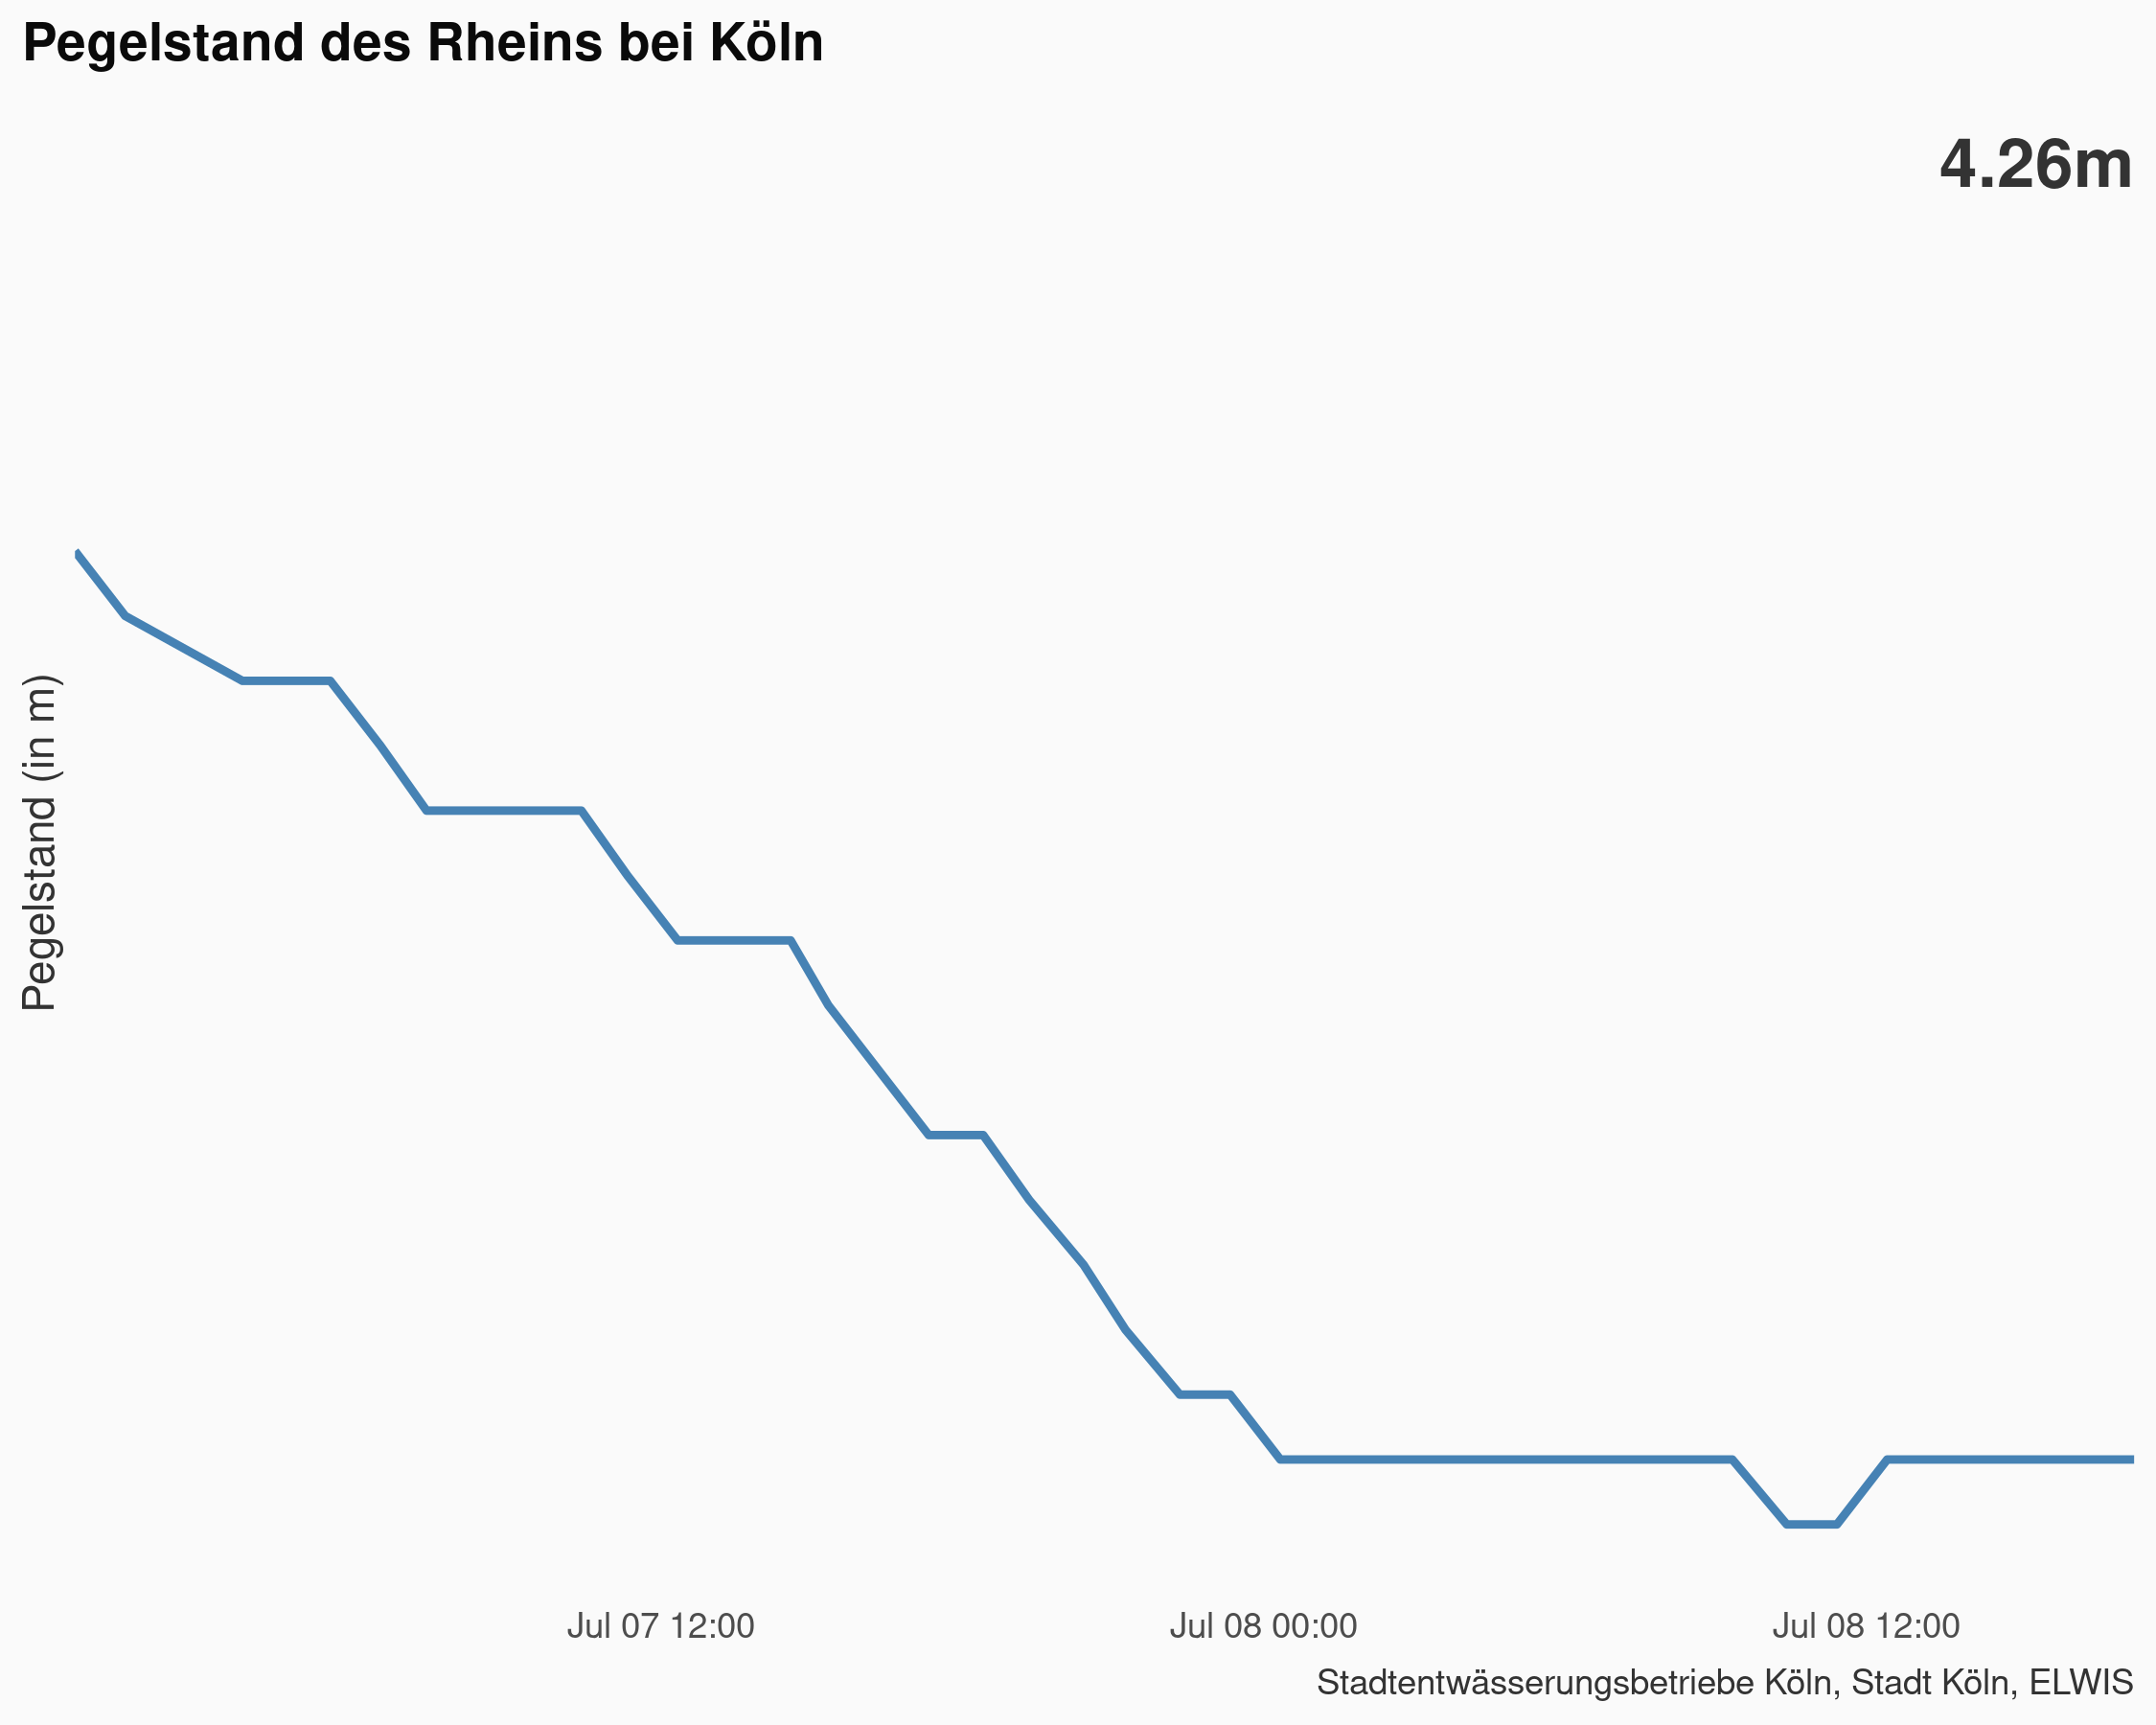 Pegelstand des Rheins bei Köln
4.26m
Pegelstand (in m)
Jul 07 12:00
Jul 08 00:00
Jul 08 12:00
Stadtentwässerungsbetriebe Köln, Stadt Köln, ELWIS